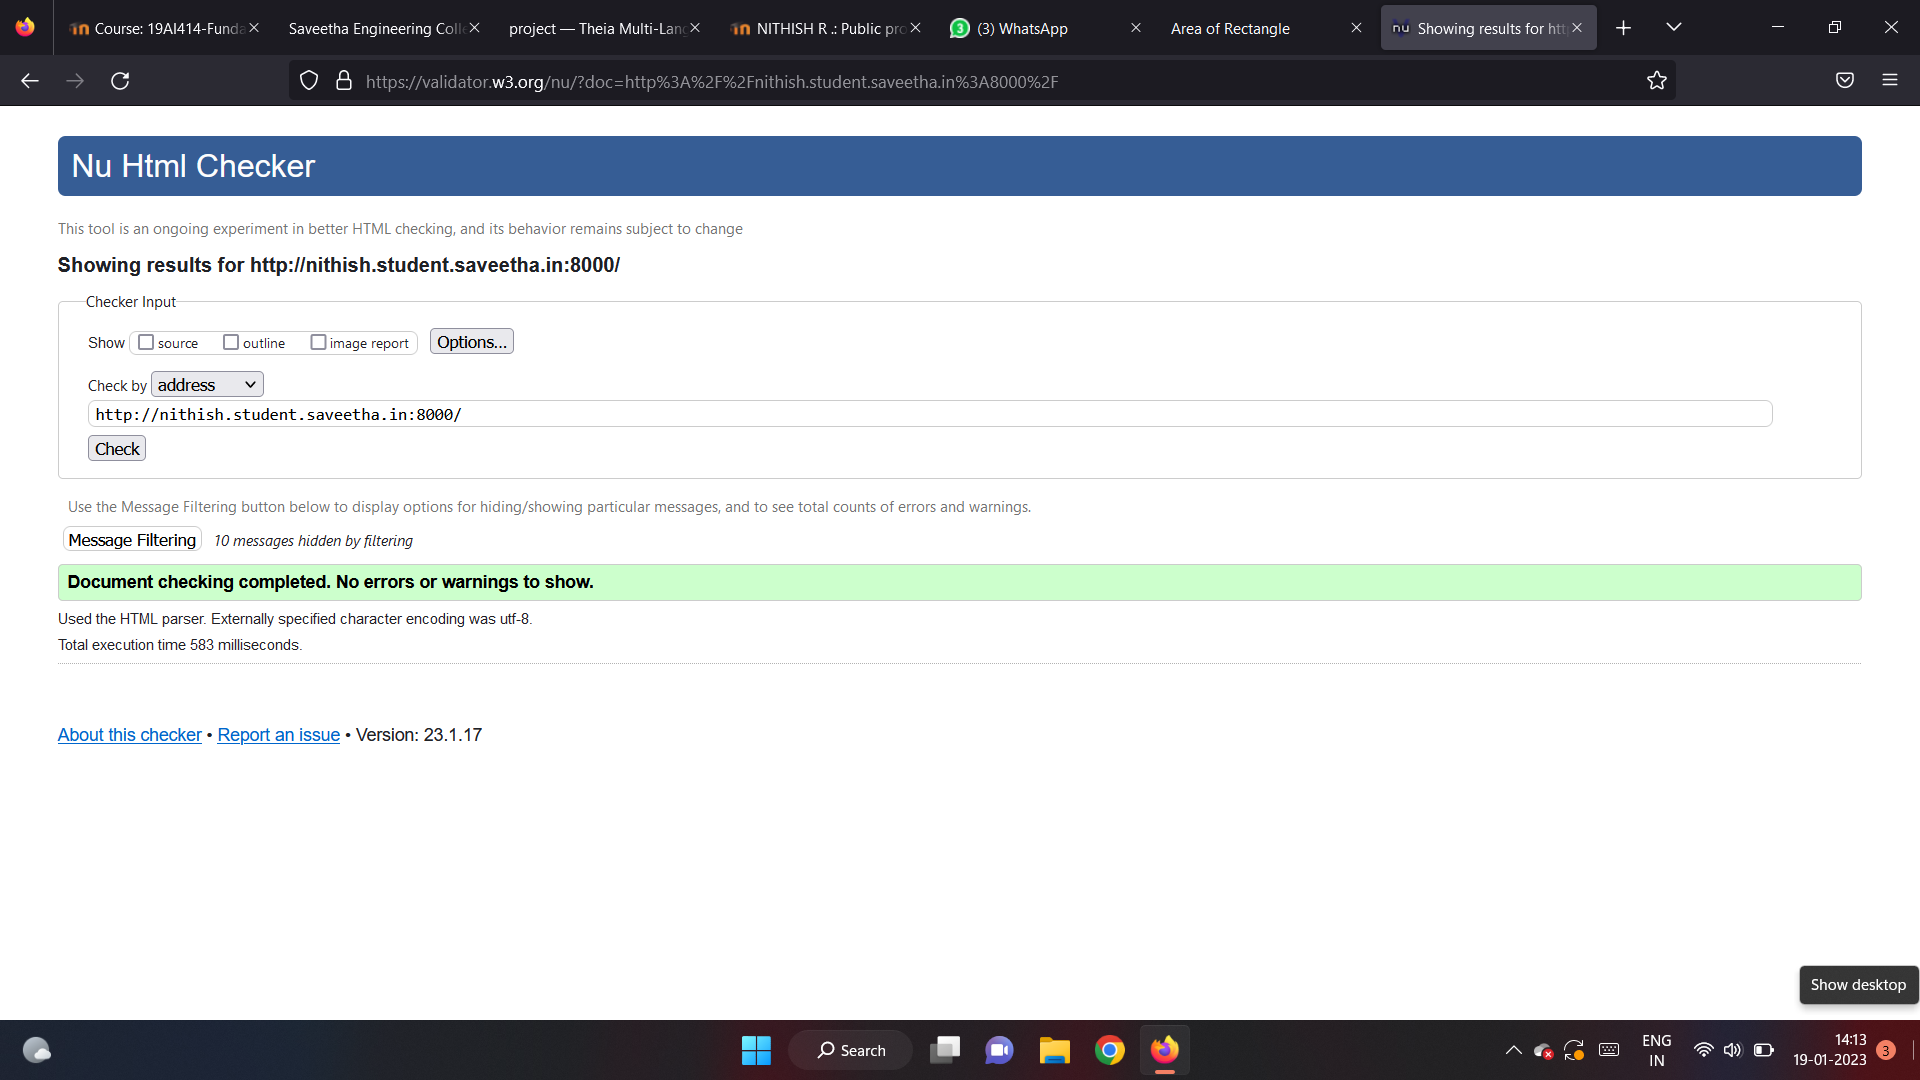 Course: 19AI414-Funda
Saveetha Engineering Coll
project — Theia Multi-Lang
NITHISH R .: Public pro
(3) WhatsApp
Area of Rectangle
nu Showing results for htt
https://validator.w3.org/nu/?doc=http%3A%2F%2Fnithish.student.saveetha.in%3A8000%2F
Nu Html Checker
This tool is an ongoing experiment in better HTML checking, and its behavior remains subject to change
Showing results for http://nithish.student.saveetha.in:8000/
Checker Input
Show source outline image report Options...
Check by address
http://nithish.student.saveetha.in:8000/
Check
Use the Message Filtering button below to display options for hiding/showing particular messages, and to see total counts of errors and warnings.
Message Filtering 10 messages hidden by filtering
Document checking completed. No errors or warnings to show.
Used the HTML parser. Externally specified character encoding was utf-8.
Total execution time 583 milliseconds.
About this checker • Report an issue • Version: 23.1.17
Show desktop
Search
ENG
IN
14:13
19-01-2023
3